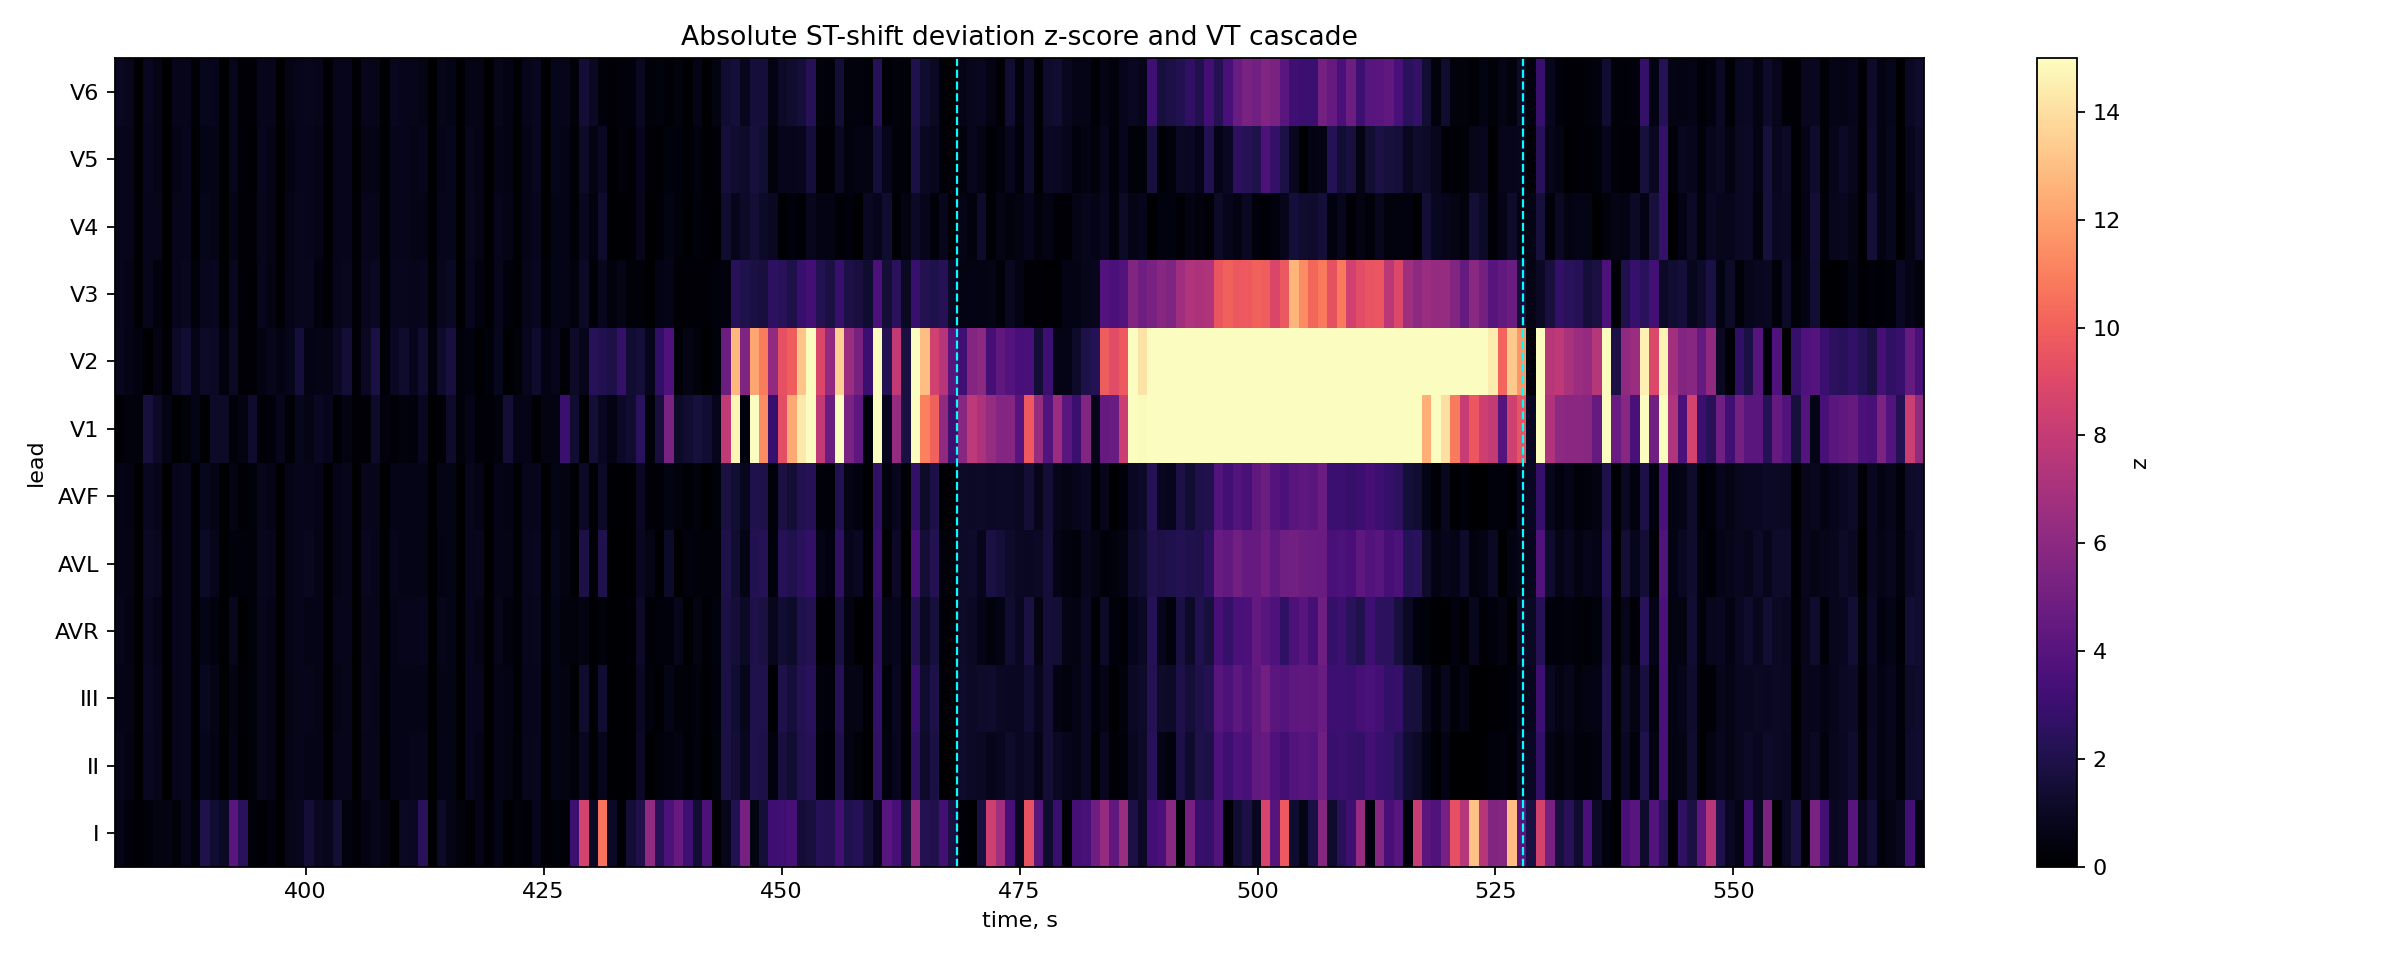 Absolute ST-shift deviation z-score and VT cascade
V6
V5
V4
V3
V2
V1
AVF
AVL
AVR
III
II
I
lead
400
425
450
475
500
525
550
time, s
14
12
10
8
6
4
2
0
z